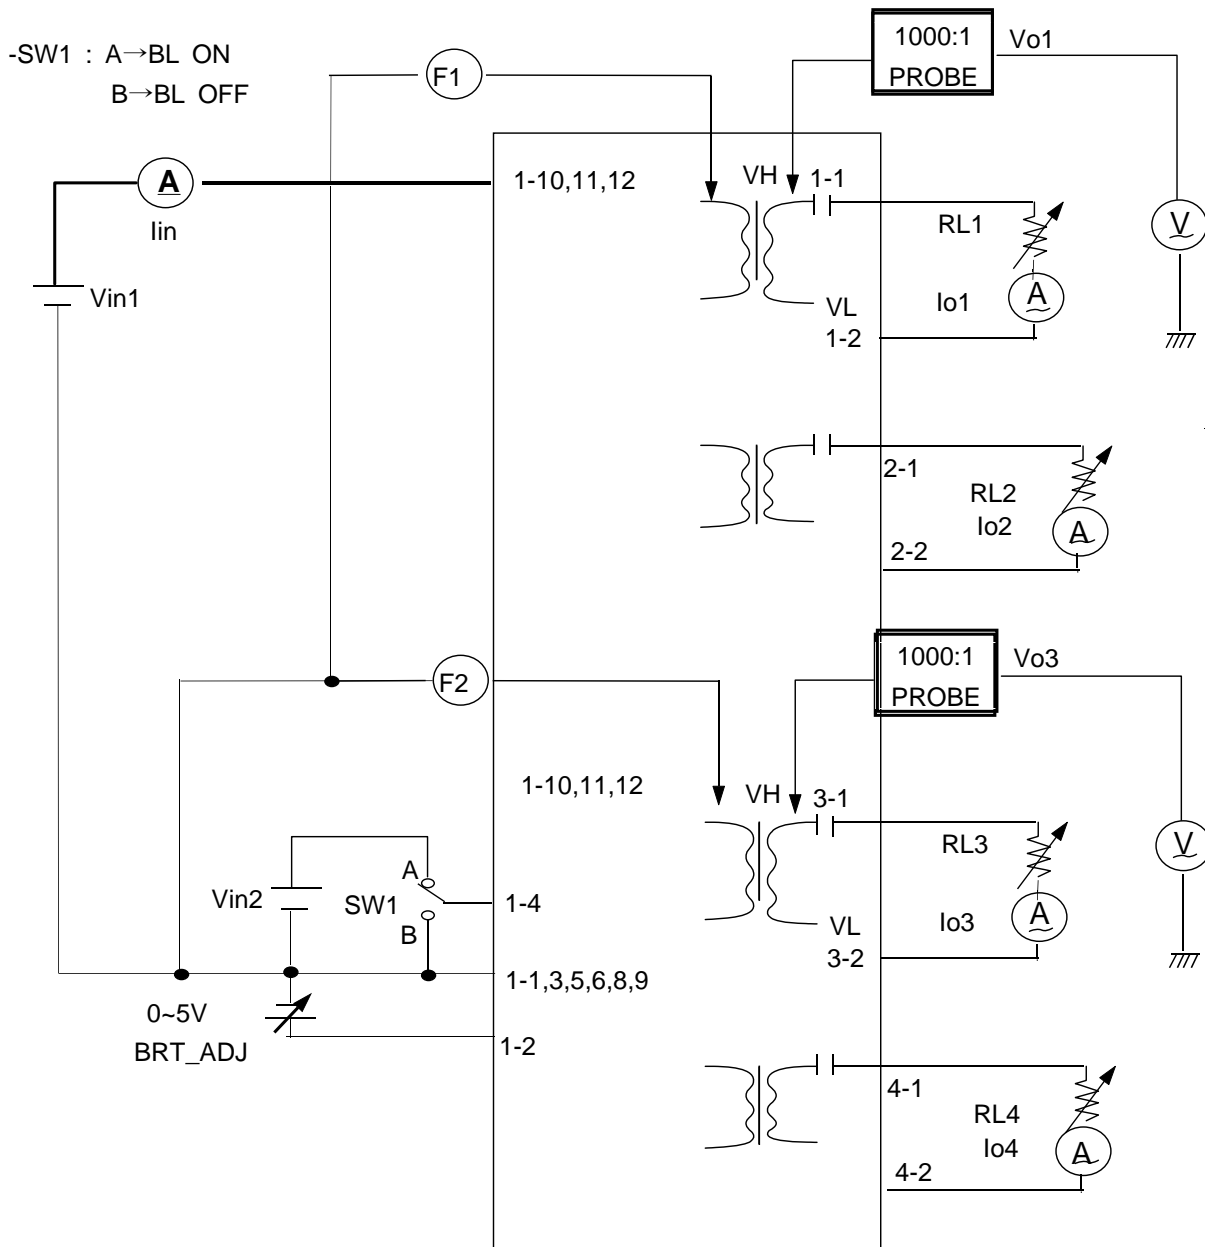 -SW1 : A→BL ON
B→BL OFF
F1
1000:1
PROBE
Vo1
A
Iin
1-10,11,12
VH
1-1
RL1
V
Vin1
VL
1-2
Io1
A
2-1
RL2
Io2
A
2-2
F2
1000:1
PROBE
Vo3
1-10,11,12
VH
3-1
RL3
V
Vin2
SW1
A
B
1-4
VL
3-2
Io3
A
1-1,3,5,6,8,9
0~5V
BRT_ADJ
1-2
4-1
RL4
Io4
A
4-2